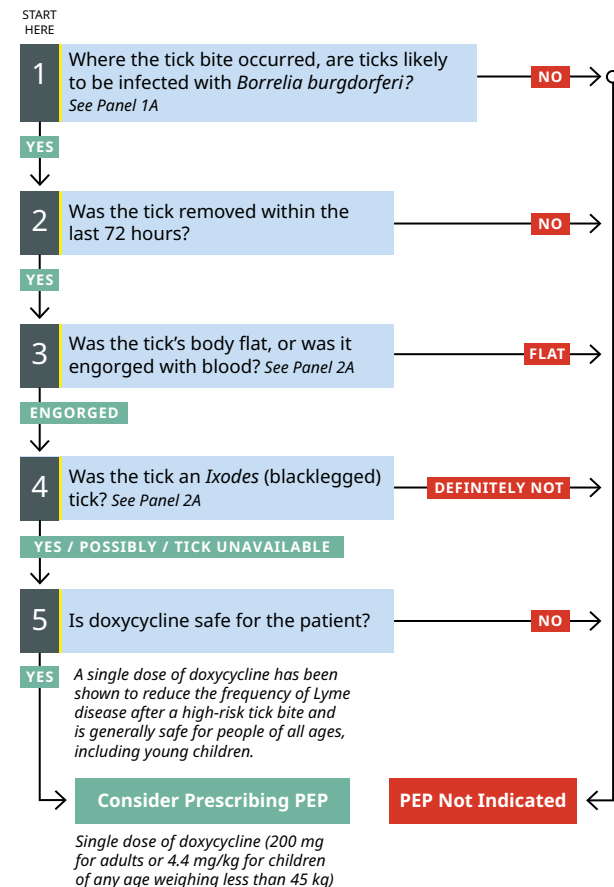 START
HERE
1
Where the tick bite occurred, are ticks likely
to be infected with Borrelia burgdorferi?
See Panel 1A
NO
YES
2
Was the tick removed within the
last 72 hours?
NO
YES
3
Was the tick’s body flat, or was it
engorged with blood? See Panel 2A
FLAT
ENGORGED
4
Was the tick an Ixodes (blacklegged)
tick? See Panel 2A
DEFINITELY NOT
YES / POSSIBLY / TICK UNAVAILABLE
5
Is doxycycline safe for the patient?
NO
YES
A single dose of doxycycline has been
shown to reduce the frequency of Lyme
disease after a high-risk tick bite and
is generally safe for people of all ages,
including young children.
Consider Prescribing PEP
PEP Not Indicated
Single dose of doxycycline (200 mg
for adults or 4.4 mg/kg for children
of any age weighing less than 45 kg)